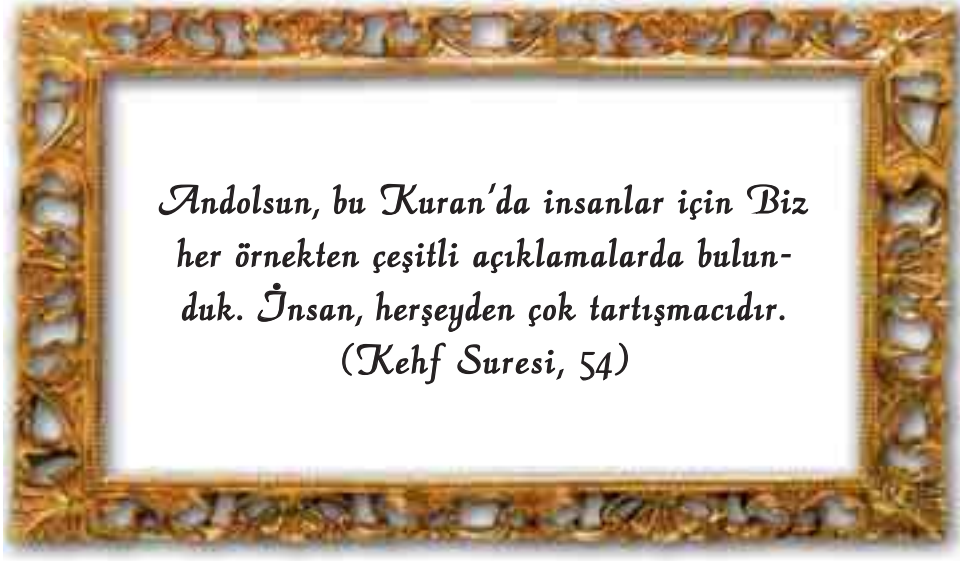 Andolsun, bu Kuran'da insanlar için Biz
her örnekten çeşitli açıklamalarda bulun-
duk. İnsan, herşeyden çok tartışmacıdır.
(Kehf Suresi, 54)